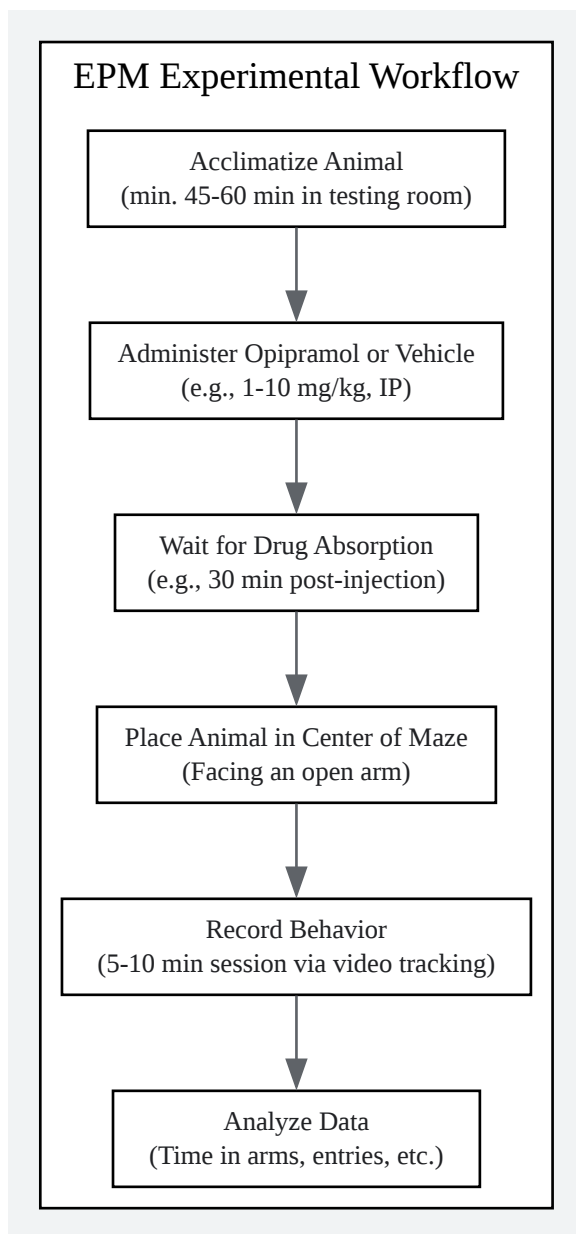 EPM Experimental Workflow
Acclimatize Animal
(min. 45-60 min in testing room)
Administer Opipramol or Vehicle
(e.g., 1-10 mg/kg, IP)
Wait for Drug Absorption
(e.g., 30 min post-injection)
Place Animal in Center of Maze
(Facing an open arm)
Record Behavior
(5-10 min session via video tracking)
Analyze Data
(Time in arms, entries, etc.)